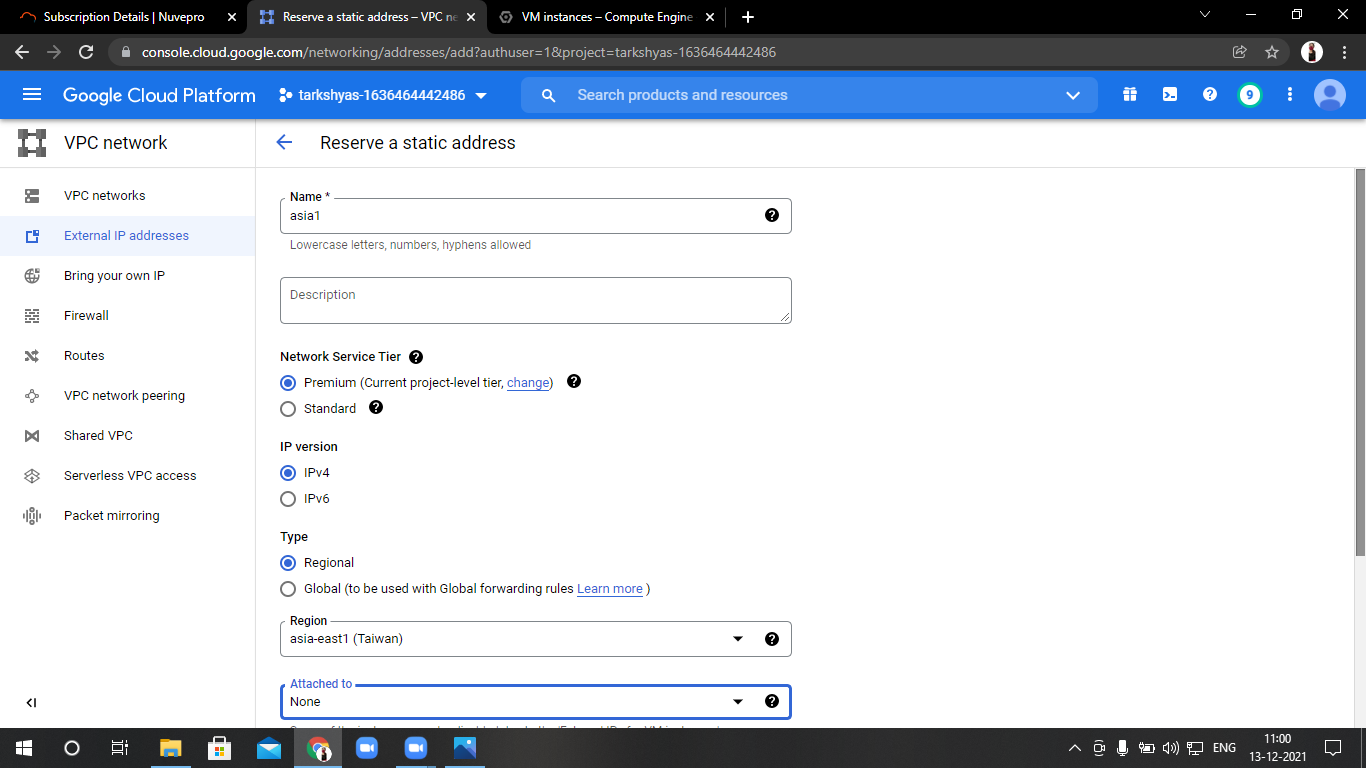 Subscription Details | Nuvepro
Reserve a static address – VPC ne
VM instances – Compute Engine
console.cloud.google.com/networking/addresses/add?authuser=1&project=tarkshyas-1636464442486
Google Cloud Platform
tarkshyas-1636464442486
Search products and resources
9
VPC network
Reserve a static address
VPC networks
External IP addresses
Bring your own IP
Firewall
Routes
VPC network peering
Shared VPC
Serverless VPC access
Packet mirroring
Name *
asia1
Lowercase letters, numbers, hyphens allowed
Description
Network Service Tier
Premium (Current project-level tier, change)
Standard
IP version
IPv4
IPv6
Type
Regional
Global (to be used with Global forwarding rules Learn more )
Region
asia-east1 (Taiwan)
Attached to
None
ENG
11:00
13-12-2021